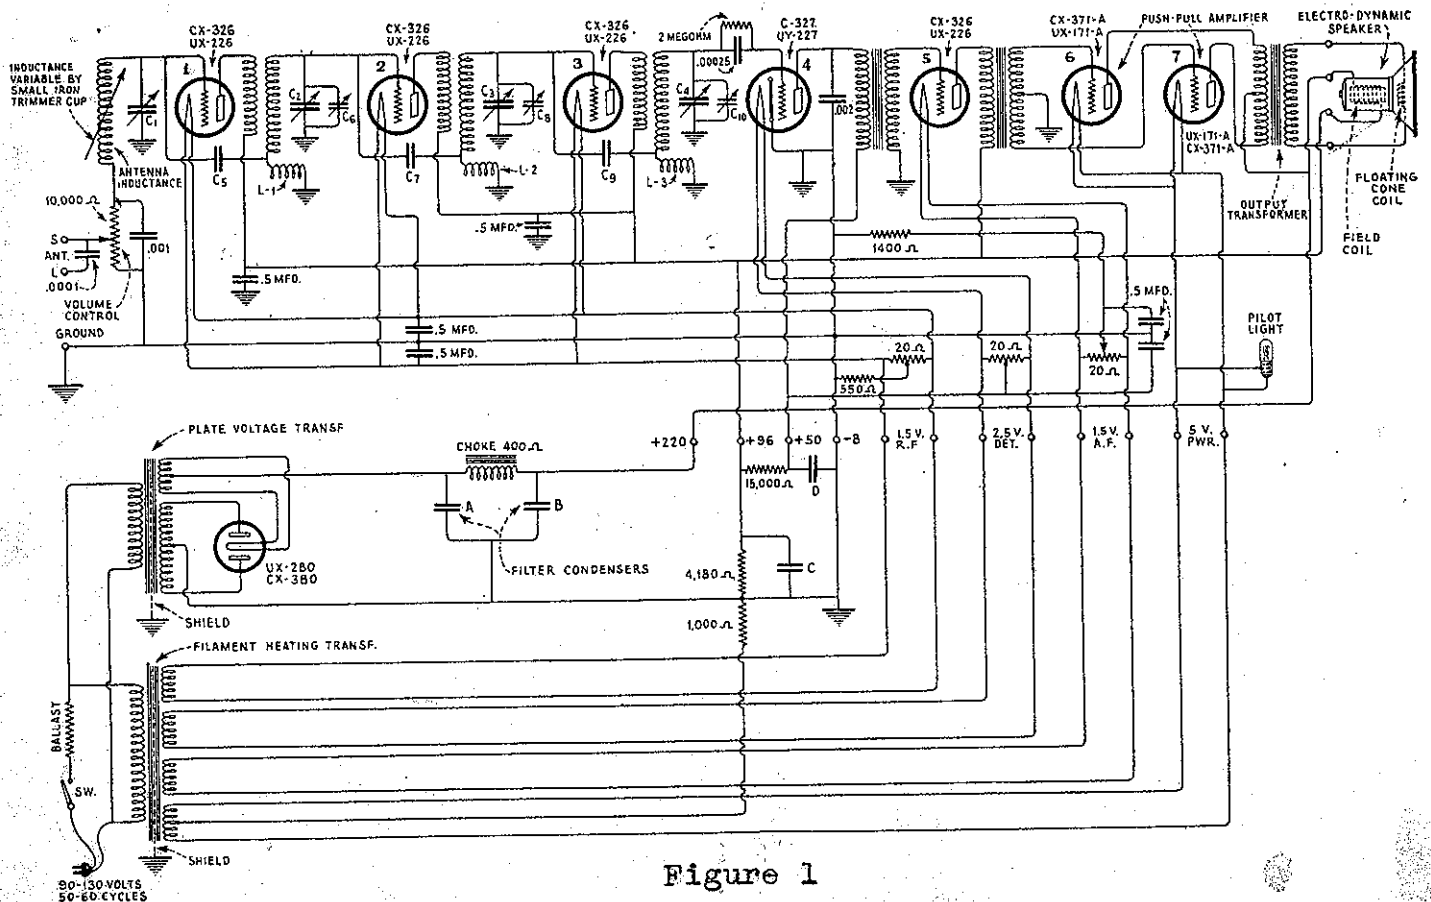 CX-326
UX-226
CX-326
UX-226
CX-326
UX-226
2 MEGOHM
C-327
UY-227
CX-326
UX-226
CX-371-A
UX-171-A
PUSH-PULL AMPLIFIER
ELECTRO-DYNAMIC
SPEAKER
INDUCTANCE
VARIABLE BY
SMALL IRON
TRIMMER CUP
1
2
3
4
5
6
7
.00025
C1
C2
C6
C3
C8
C4
C10
.002
UX-171-A
CX-371-A
C5
C7
C9
L-1
L-2
L-3
ANTENNA
INDUCTANCE
OUTPUT
TRANSFORMER
FLOATING
CONE
COIL
FIELD
COIL
10,000 Ω
S
ANT.
L
.0001
.001
VOLUME
CONTROL
.5 MFD.
.5 MFD.
1400 Ω
.5 MFD.
PILOT
LIGHT
GROUND
.5 MFD.
.5 MFD.
20 Ω
20 Ω
20 Ω
550 Ω
PLATE VOLTAGE TRANSF
CHOKE 400 Ω
+220
+96
+50
-B
1.5 V.
R.F
2.5 V.
DET.
1.5 V.
A.F.
5 V.
PWR.
15,000 Ω
D
A
B
UX-280
CX-380
FILTER CONDENSERS
4,180 Ω
C
1,000 Ω
SHIELD
FILAMENT HEATING TRANSF.
BALLAST
SW.
SHIELD
90-130-VOLTS
50-60 CYCLES
Figure 1